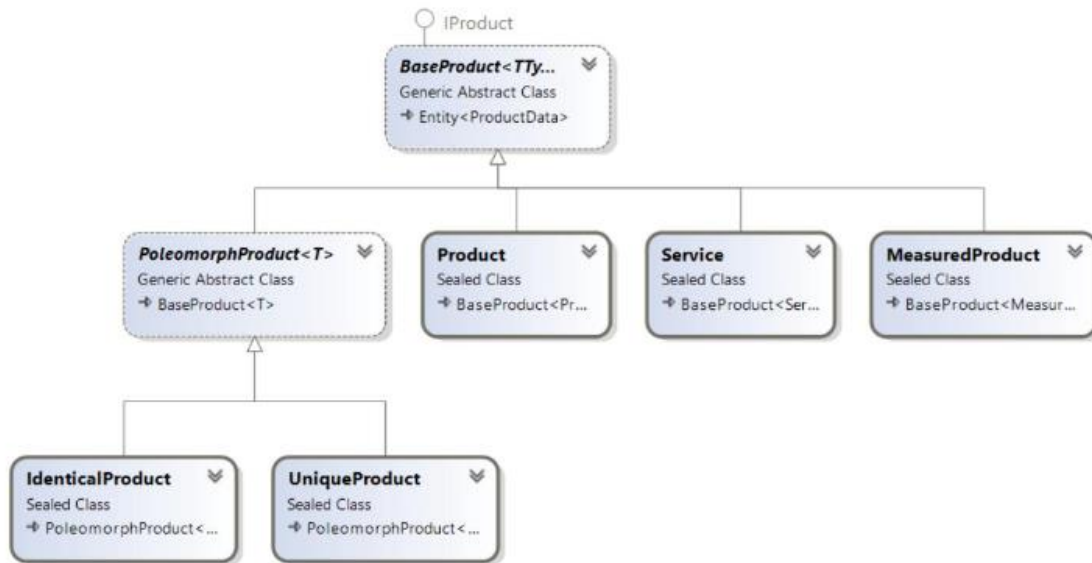 IProduct
BaseProduct<TTy...
Generic Abstract Class
Entity<ProductData>
PoleomorphProduct<T>
Generic Abstract Class
BaseProduct<T>
Product
Sealed Class
BaseProduct<Pr...
Service
Sealed Class
BaseProduct<Ser...
MeasuredProduct
Sealed Class
BaseProduct<Measur...
IdenticalProduct
Sealed Class
PoleomorphProduct<...
UniqueProduct
Sealed Class
PoleomorphProduct<...